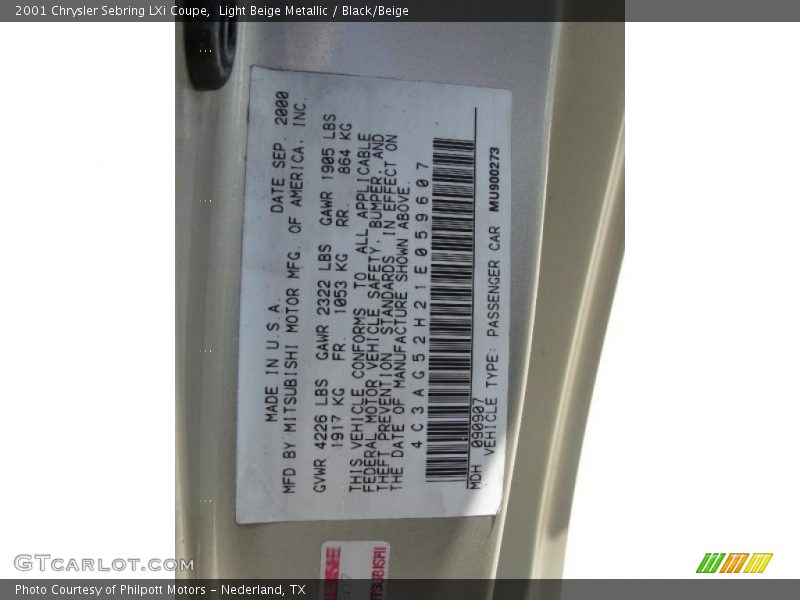 2001 Chrysler Sebring LXi Coupe, Light Beige Metallic / Black/Beige
MADE IN U.S.A. DATE SEP. 2000
MFD BY MITSUBISHI MOTOR MFG. OF AMERICA, INC.
GVWR 4226 LBS GAWR 2322 LBS GAWR 1905 LBS
1917 KG FR. 1053 KG RR. 864 KG
THIS VEHICLE CONFORMS TO ALL APPLICABLE
FEDERAL MOTOR VEHICLE SAFETY, BUMPER, AND
THEFT PREVENTION STANDARDS IN EFFECT ON
THE DATE OF MANUFACTURE SHOWN ABOVE.
4C3AG52H21E059607
MDH 090907
VEHICLE TYPE: PASSENGER CAR MU900273
GTcarlot.com
Photo Courtesy of Philpott Motors - Nederland, TX